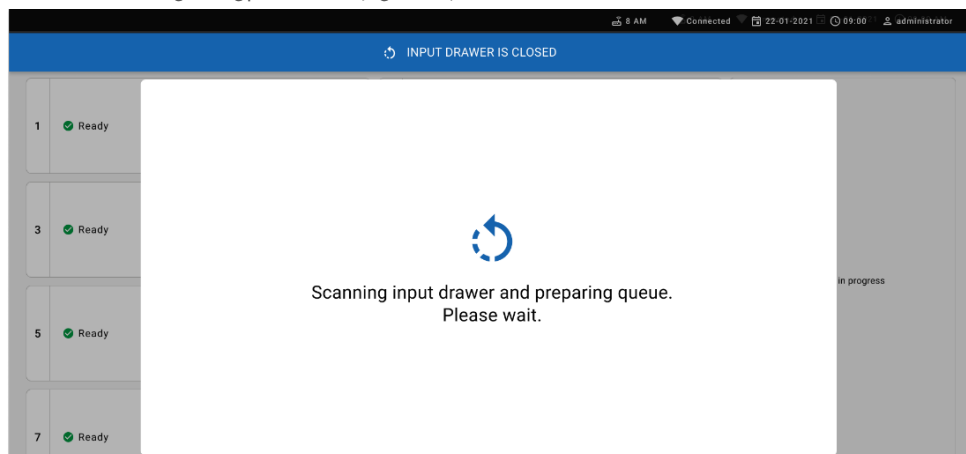 8 AM Connected 22-01-2021 09:00 administrator
INPUT DRAWER IS CLOSED
1 Ready
3 Ready
Scanning input drawer and preparing queue.
Please wait.
in progress
5 Ready
7 Ready